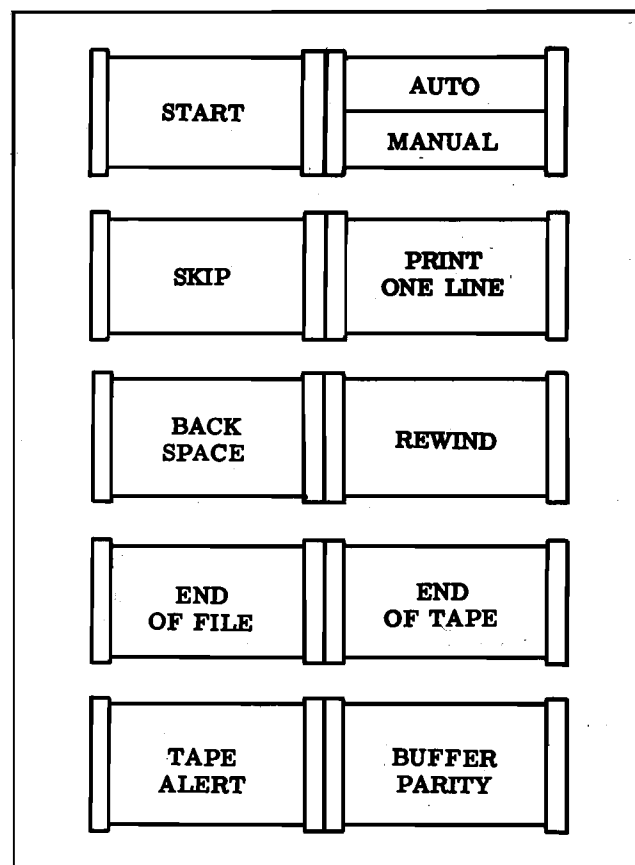 START
AUTO
MANUAL
SKIP
PRINT
ONE LINE
BACK
SPACE
REWIND
END
OF FILE
END
OF TAPE
TAPE
ALERT
BUFFER
PARITY